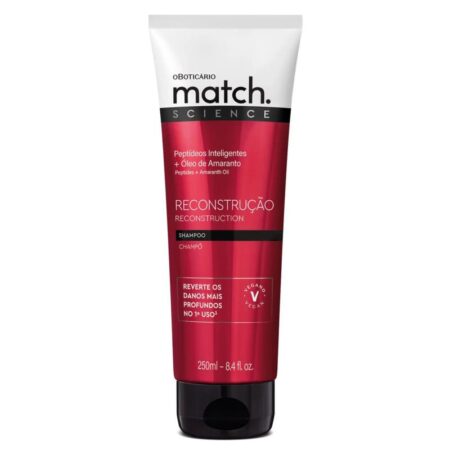 oBOTICÁRIO
match.
SCIENCE
Peptídeos Inteligentes
+ Óleo de Amaranto
Peptides + Amaranth Oil
RECONSTRUÇÃO
RECONSTRUCTION
SHAMPOO
CHAMPÔ
REVERTE OS
DANOS MAIS
PROFUNDOS
NO 1º USO¹
VEGANO
V
VEGAN
250ml – 8,4 fl. oz.